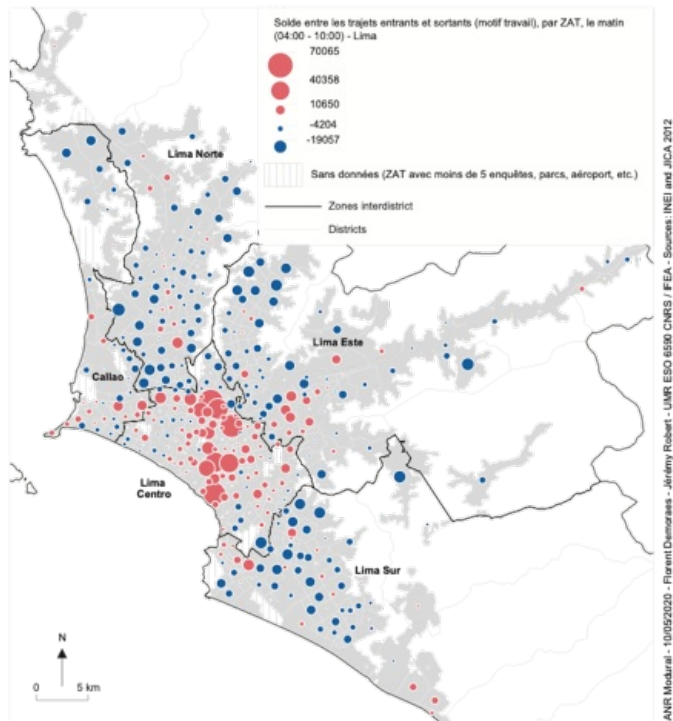 Solde entre les trajets entrants et sortants (motif travail), par ZAT, le matin
(04:00 - 10:00) - Lima
70065
40358
10650
-4204
-19057
Sans données (ZAT avec moins de 5 enquêtes, parcs, aéroport, etc.)
Zones interdistrict
Districts
Lima Norte
Lima Este
Callao
Lima
Centro
Lima Sur
N
0 5 km
ANR Modural - 10/05/2020 - Florent Demoraes - Jérémy Robert - UMR ESO 6590 CNRS / IFEA - Sources: INEI and JICA 2012